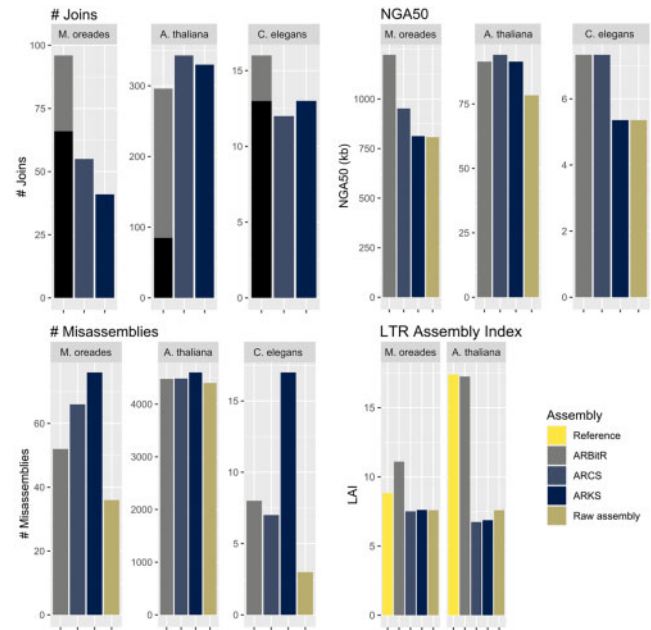 # Joins
M. oreades A. thaliana C. elegans
# Joins
100
75
50
25
0
300
200
100
0
15
10
5
0
NGA50
M. oreades A. thaliana C. elegans
NGA50 (kb)
1000
750
500
250
0
75
50
25
0
6
4
2
0
# Misassemblies
M. oreades A. thaliana C. elegans
# Misassemblies
60
40
20
0
4000
3000
2000
1000
0
15
10
5
0
LTR Assembly Index
M. oreades A. thaliana
LAI
15
10
5
0
Assembly
Reference
ARBitR
ARCS
ARKS
Raw assembly